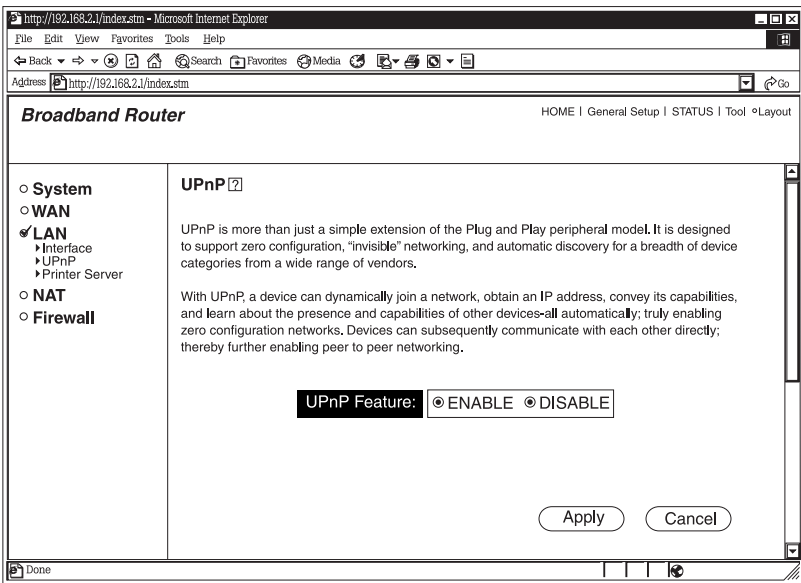 http://192.168.2.1/index.stm - Microsoft Internet Explorer
File Edit View Favorites Tools Help
Back Search Favorites Media
Address http://192.168.2.1/index.stm Go
Broadband Router
HOME | General Setup | STATUS | Tool Layout
System
WAN
LAN
Interface
UPnP
Printer Server
NAT
Firewall
UPnP ?
UPnP is more than just a simple extension of the Plug and Play peripheral model. It is designed
to support zero configuration, “invisible” networking, and automatic discovery for a breadth of device
categories from a wide range of vendors.
With UPnP, a device can dynamically join a network, obtain an IP address, convey its capabilities,
and learn about the presence and capabilities of other devices-all automatically; truly enabling
zero configuration networks. Devices can subsequently communicate with each other directly;
thereby further enabling peer to peer networking.
UPnP Feature: ENABLE DISABLE
Apply Cancel
Done